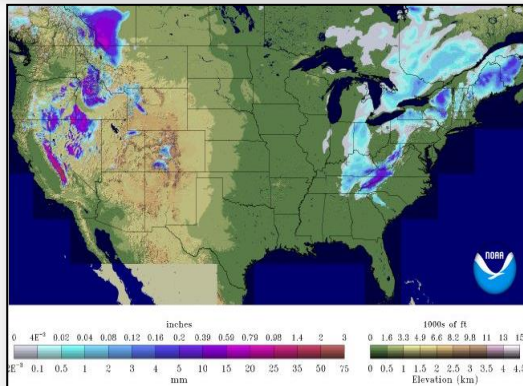 NOAA
inches
0 4E⁻³ 0.02 0.04 0.08 0.12 0.16 0.2 0.39 0.59 0.79 1.4 2 3
2E⁻³ 0.1 0.5 1 2 3 4 5 10 15 20 25 35 50 75
mm
1000s of ft
0 1.6 3.3 4.9 6.6 8.2 9.8 11 13 15
0 0.5 1 1.5 2 2.5 3 3.5 4 4.5
Elevation (km)